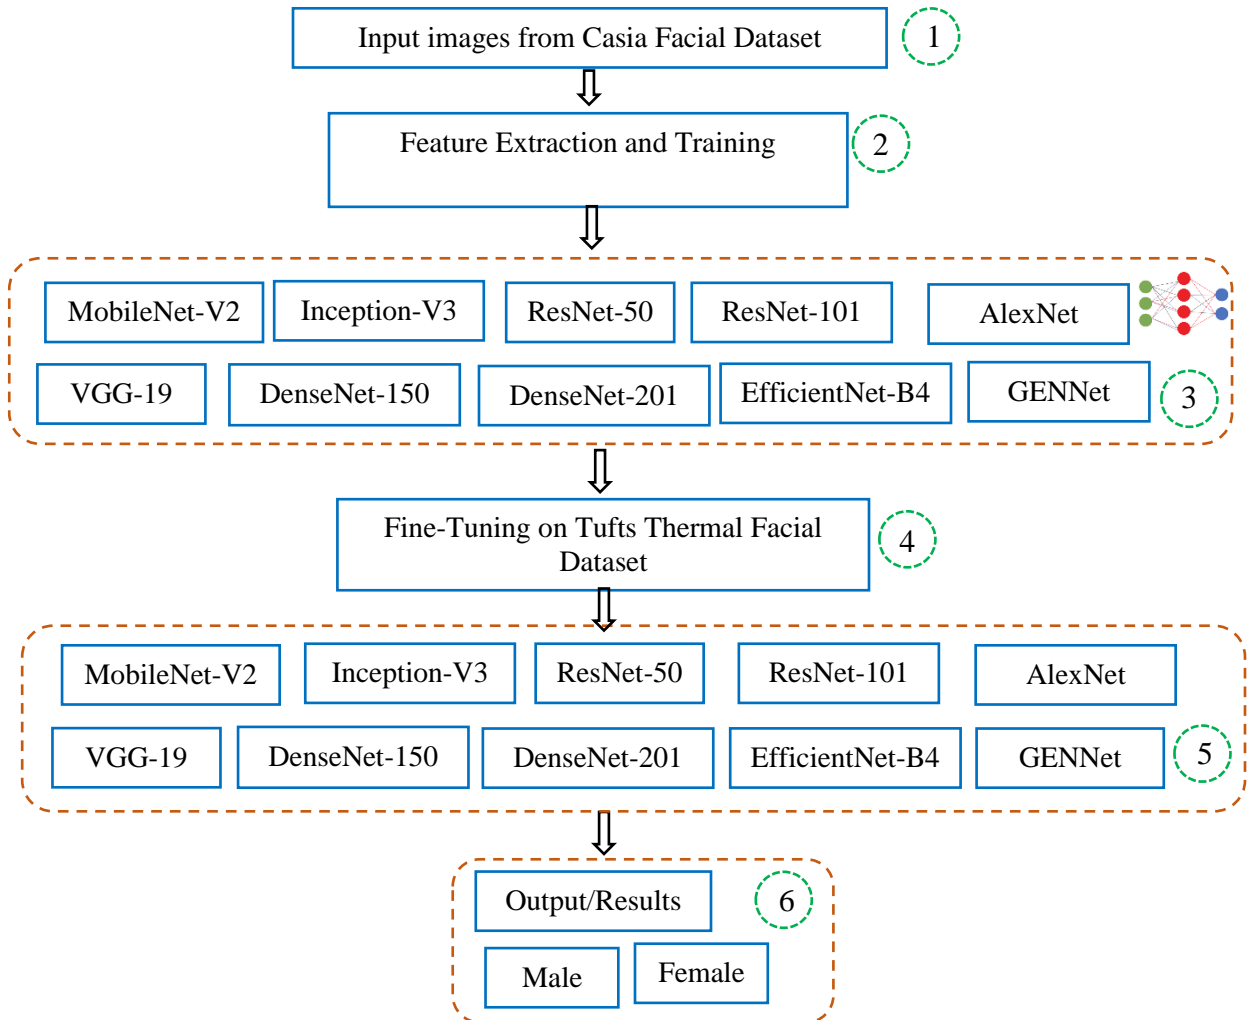 Input images from Casia Facial Dataset
1
Feature Extraction and Training
2
MobileNet-V2
Inception-V3
ResNet-50
ResNet-101
AlexNet
VGG-19
DenseNet-150
DenseNet-201
EfficientNet-B4
GENNet
3
Fine-Tuning on Tufts Thermal Facial
Dataset
4
MobileNet-V2
Inception-V3
ResNet-50
ResNet-101
AlexNet
VGG-19
DenseNet-150
DenseNet-201
EfficientNet-B4
GENNet
5
Output/Results
6
Male
Female